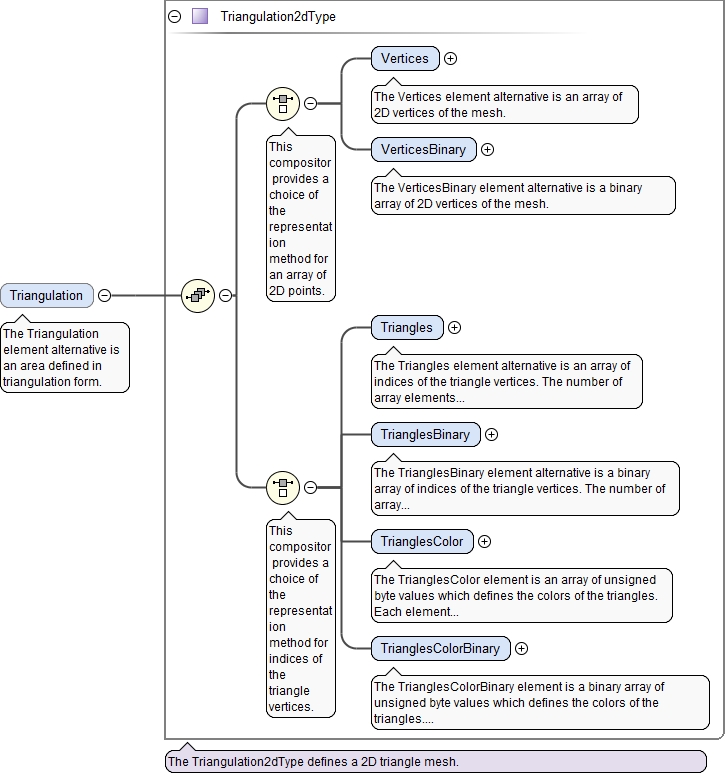 Triangulation2dType
Vertices
The Vertices element alternative is an array of
2D vertices of the mesh.
VerticesBinary
The VerticesBinary element alternative is a binary
array of 2D vertices of the mesh.
This
compositor
provides a
choice of
the
representat
ion
method for
an array of
2D points.
Triangulation
The Triangulation
element alternative is
an area defined in
triangulation form.
Triangles
The Triangles element alternative is an array of
indices of the triangle vertices. The number of
array elements...
TrianglesBinary
The TrianglesBinary element alternative is a binary
array of indices of the triangle vertices. The number of
array...
This
compositor
provides a
choice of
the
representat
ion
method for
indices of
the
triangle
vertices.
TrianglesColor
The TrianglesColor element is an array of unsigned
byte values which defines the colors of the triangles.
Each element...
TrianglesColorBinary
The TrianglesColorBinary element is a binary array of
unsigned byte values which defines the colors of the
triangles....
The Triangulation2dType defines a 2D triangle mesh.